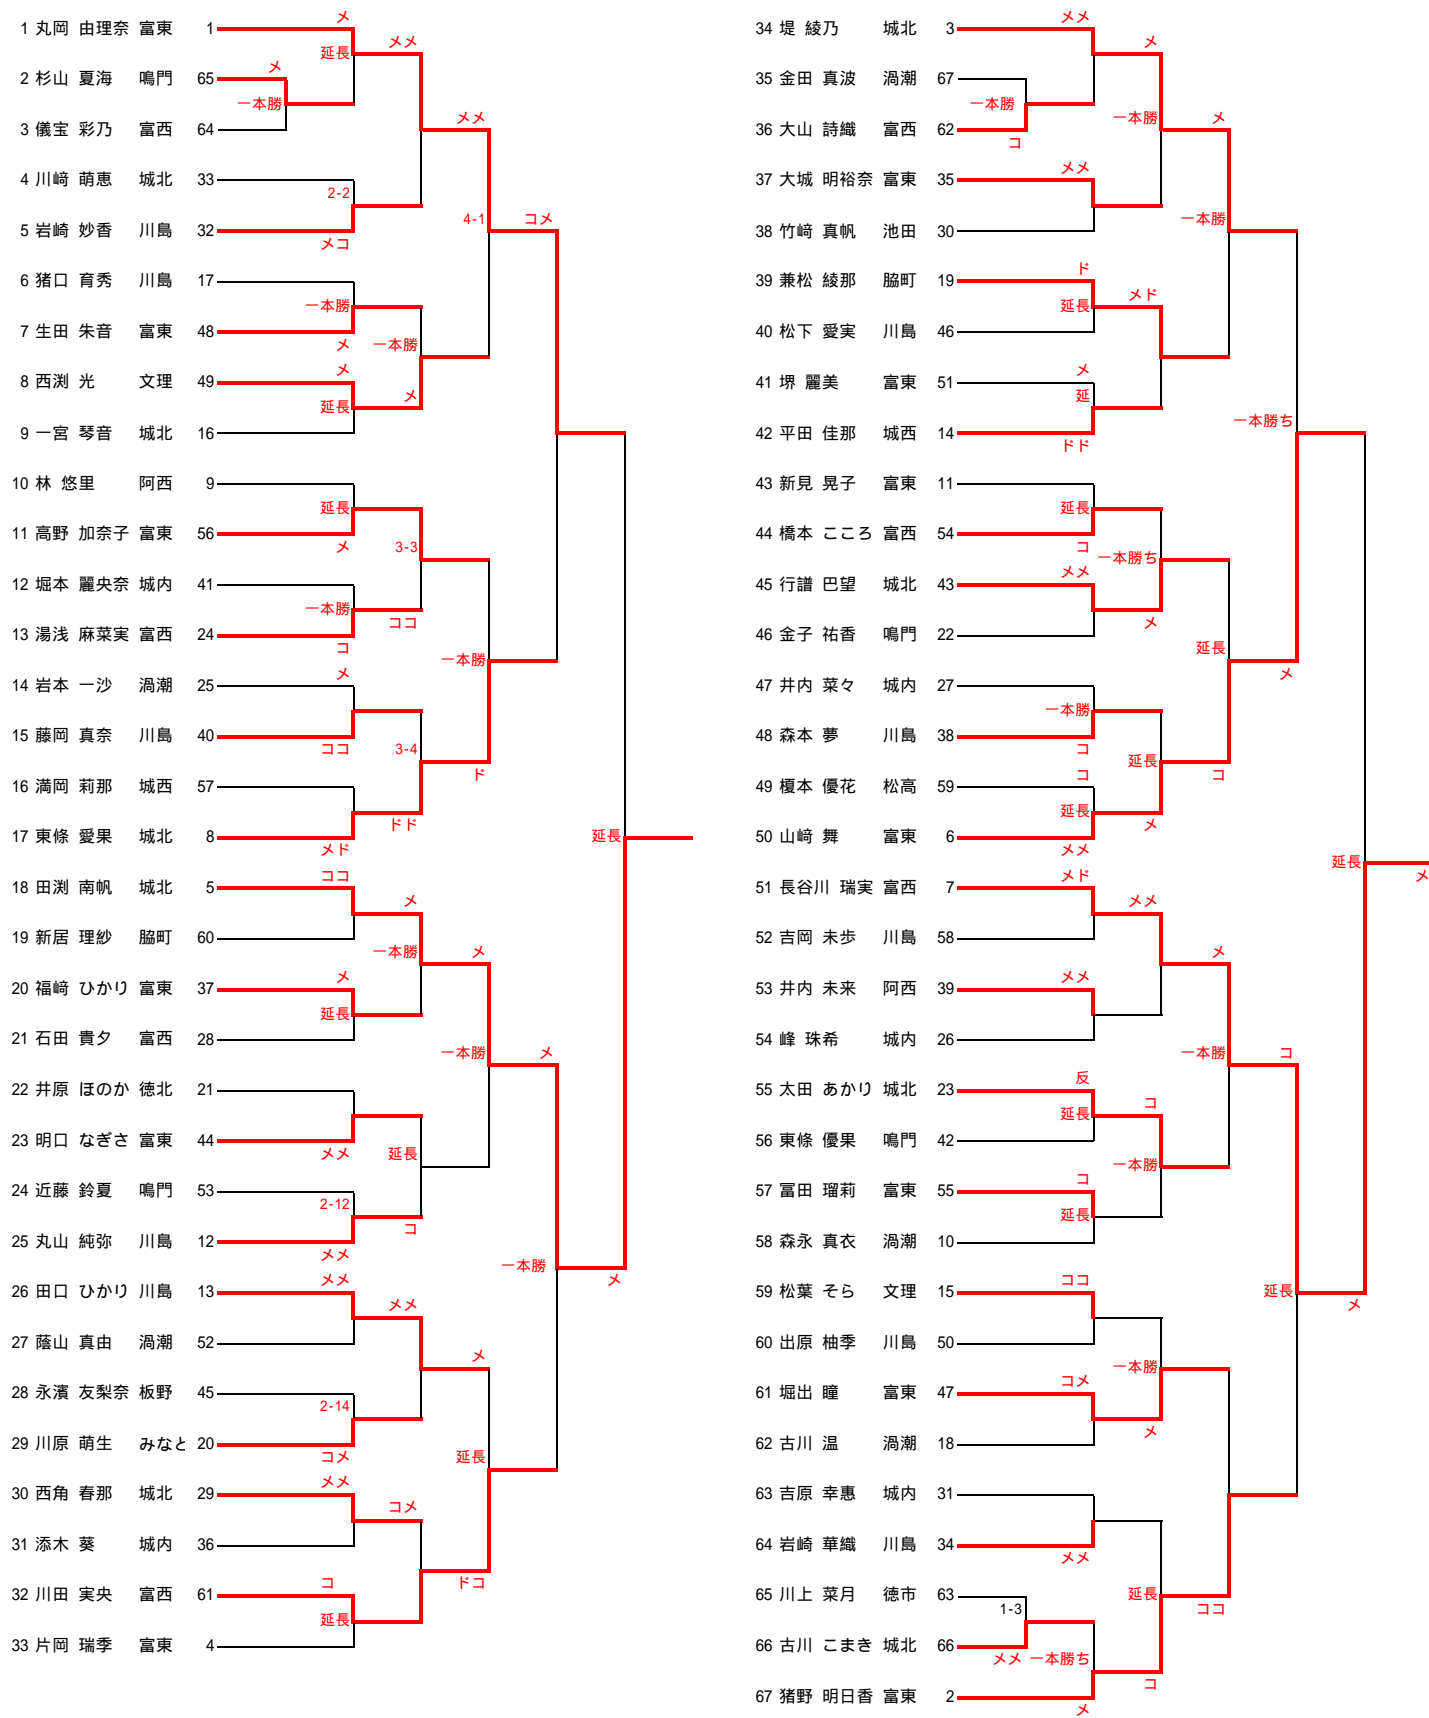 1 丸岡 由理奈 富東 1
2 杉山 夏海 鳴門 65
3 儀宝 彩乃 富西 64
4 川﨑 萌恵 城北 33
5 岩崎 妙香 川島 32
6 猪口 育秀 川島 17
7 生田 朱音 富東 48
8 西渕 光 文理 49
9 一宮 琴音 城北 16
10 林 悠里 阿西 9
11 高野 加奈子 富東 56
12 堀本 麗央奈 城内 41
13 湯浅 麻菜実 富西 24
14 岩本 一沙 渦潮 25
15 藤岡 真奈 川島 40
16 満岡 莉那 城西 57
17 東條 愛果 城北 8
18 田渕 南帆 城北 5
19 新居 理紗 脇町 60
20 福﨑 ひかり 富東 37
21 石田 貴夕 富西 28
22 井原 ほのか 徳北 21
23 明口 なぎさ 富東 44
24 近藤 鈴夏 鳴門 53
25 丸山 純弥 川島 12
26 田口 ひかり 川島 13
27 蔭山 真由 渦潮 52
28 永濱 友梨奈 板野 45
29 川原 萌生 みなと 20
30 西角 春那 城北 29
31 添木 葵 城内 36
32 川田 実央 富西 61
33 片岡 瑞季 富東 4
メ
延長
メメ
メ
一本勝
メメ
2-2
メコ
4-1
コメ
一本勝
メ
一本勝
メ
延長
メ
延長
メ
3-3
一本勝
コ
ココ
一本勝
メ
ココ
3-4
ド
ドド
メド
延長
ココ
メ
一本勝
メ
メ
延長
一本勝
メ
メメ
延長
2-12
コ
メメ
一本勝
メ
メメ
メメ
メ
2-14
コメ
延長
メメ
コメ
コ
ドコ
延長
34 堤 綾乃 城北 3
35 金田 真波 渦潮 67
36 大山 詩織 富西 62
37 大城 明裕奈 富東 35
38 竹﨑 真帆 池田 30
39 兼松 綾那 脇町 19
40 松下 愛実 川島 46
41 堺 麗美 富東 51
42 平田 佳那 城西 14
43 新見 晃子 富東 11
44 橋本 こころ 富西 54
45 行譜 巴望 城北 43
46 金子 祐香 鳴門 22
47 井内 菜々 城内 27
48 森本 夢 川島 38
49 榎本 優花 松高 59
50 山﨑 舞 富東 6
51 長谷川 瑞実 富西 7
52 吉岡 未歩 川島 58
53 井内 未来 阿西 39
54 峰 珠希 城内 26
55 太田 あかり 城北 23
56 東條 優果 鳴門 42
57 冨田 瑠莉 富東 55
58 森永 真衣 渦潮 10
59 松葉 そら 文理 15
60 出原 柚季 川島 50
61 堀出 瞳 富東 47
62 古川 温 渦潮 18
63 吉原 幸惠 城内 31
64 岩崎 華織 川島 34
65 川上 菜月 徳市 63
66 古川 こまき 城北 66
67 猪野 明日香 富東 2
メメ
メ
一本勝
コ
一本勝
メ
メメ
一本勝
ド
延長
メド
メ
延
ドド
一本勝ち
延長
コ
一本勝ち
メメ
メ
延長
メ
一本勝
コ
延長
コ
コ
延長
メ
メメ
延長
メ
メド
メメ
メ
メメ
一本勝
コ
反
延長
コ
一本勝
コ
延長
延長
メ
ココ
一本勝
コメ
メ
メメ
延長
ココ
1-3
メメ
一本勝ち
コ
メ